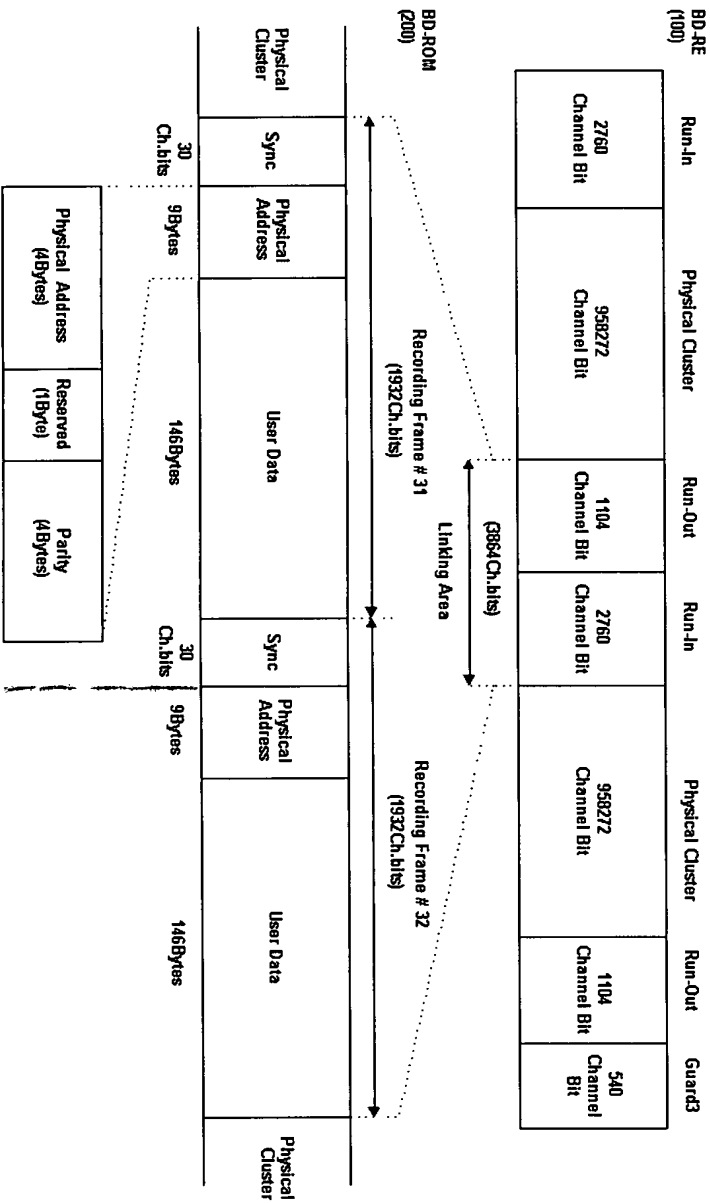 BD-RE
(100)
Run-In
Physical Cluster
Run-Out
Run-In
Physical Cluster
Run-Out
Guard3
2760
Channel Bit
958272
Channel Bit
1104
Channel Bit
2760
Channel Bit
958272
Channel Bit
1104
Channel Bit
540
Channel
Bit
(3864Ch.bits)
Linking Area
BD-ROM
(200)
Recording Frame # 31
(1932Ch.bits)
Recording Frame # 32
(1932Ch.bits)
Physical
Cluster
Sync
Physical
Address
User Data
Sync
Physical
Address
User Data
Physical
Cluster
30
Ch.bits
9Bytes
146Bytes
30
Ch.bits
9Bytes
146Bytes
Physical Address
(4Bytes)
Reserved
(1Byte)
Parity
(4Bytes)